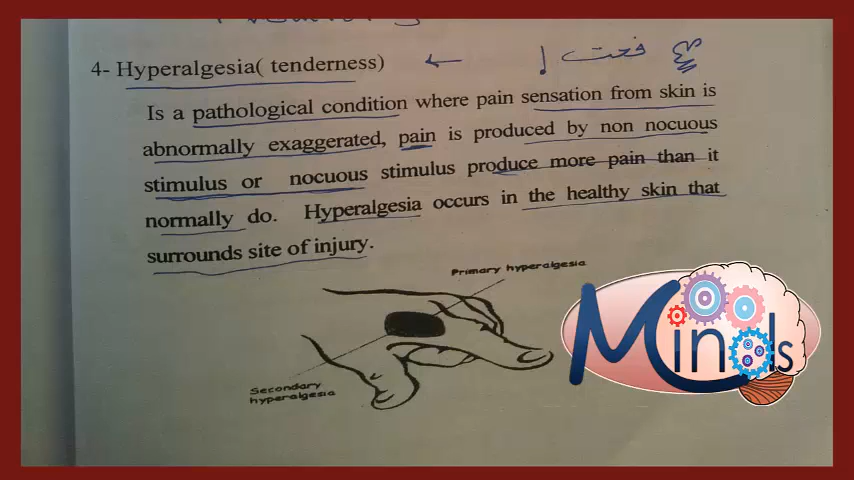 4- Hyperalgesia( tenderness)
Is a pathological condition where pain sensation from skin is
abnormally exaggerated, pain is produced by non nocuous
stimulus or nocuous stimulus produce more pain than it
normally do. Hyperalgesia occurs in the healthy skin that
surrounds site of injury.
Primary hyperalgesia
Secondary
hyperalgesia
Minds